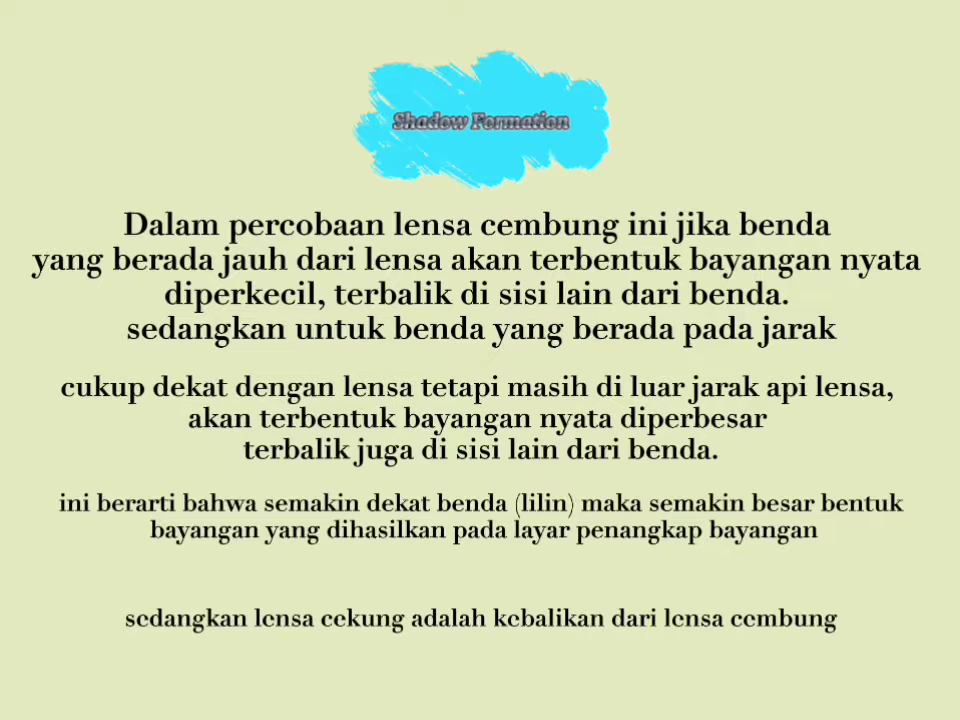 Shadow Formation
Dalam percobaan lensa cembung ini jika benda
yang berada jauh dari lensa akan terbentuk bayangan nyata
diperkecil, terbalik di sisi lain dari benda.
sedangkan untuk benda yang berada pada jarak
cukup dekat dengan lensa tetapi masih di luar jarak api lensa,
akan terbentuk bayangan nyata diperbesar
terbalik juga di sisi lain dari benda.
ini berarti bahwa semakin dekat benda (lilin) maka semakin besar bentuk
bayangan yang dihasilkan pada layar penangkap bayangan
sedangkan lensa cekung adalah kebalikan dari lensa cembung